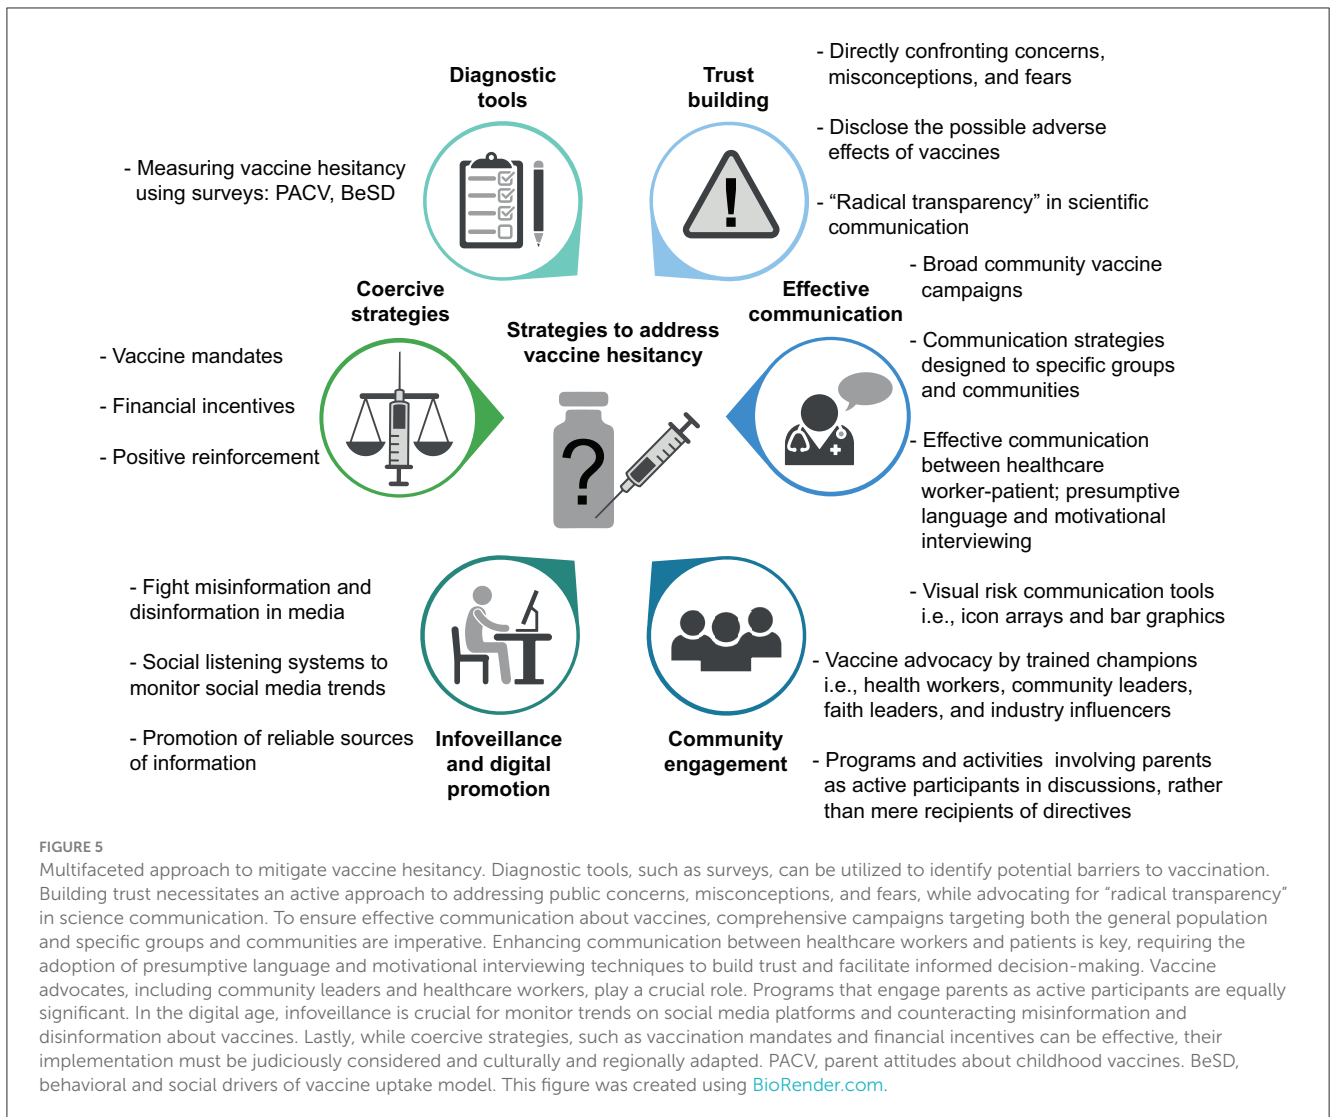 Diagnostic
tools
- Measuring vaccine hesitancy
using surveys: PACV, BeSD
Trust
building
!
- Directly confronting concerns,
misconceptions, and fears
- Disclose the possible adverse
effects of vaccines
- “Radical transparency” in scientific
communication
Coercive
strategies
- Vaccine mandates
- Financial incentives
- Positive reinforcement
Strategies to address
vaccine hesitancy
?
Effective
communication
- Broad community vaccine
campaigns
- Communication strategies
designed to specific groups
and communities
- Effective communication
between healthcare
worker-patient; presumptive
language and motivational
interviewing
- Visual risk communication tools
i.e., icon arrays and bar graphics
- Fight misinformation and
disinformation in media
- Social listening systems to
monitor social media trends
- Promotion of reliable sources
of information
Infoveillance
and digital
promotion
Community
engagement
- Vaccine advocacy by trained champions
i.e., health workers, community leaders,
faith leaders, and industry influencers
- Programs and activities involving parents
as active participants in discussions, rather
than mere recipients of directives
FIGURE 5
Multifaceted approach to mitigate vaccine hesitancy. Diagnostic tools, such as surveys, can be utilized to identify potential barriers to vaccination.
Building trust necessitates an active approach to addressing public concerns, misconceptions, and fears, while advocating for “radical transparency”
in science communication. To ensure effective communication about vaccines, comprehensive campaigns targeting both the general population
and specific groups and communities are imperative. Enhancing communication between healthcare workers and patients is key, requiring the
adoption of presumptive language and motivational interviewing techniques to build trust and facilitate informed decision-making. Vaccine
advocates, including community leaders and healthcare workers, play a crucial role. Programs that engage parents as active participants are equally
significant. In the digital age, infoveillance is crucial for monitor trends on social media platforms and counteracting misinformation and
disinformation about vaccines. Lastly, while coercive strategies, such as vaccination mandates and financial incentives can be effective, their
implementation must be judiciously considered and culturally and regionally adapted. PACV, parent attitudes about childhood vaccines. BeSD,
behavioral and social drivers of vaccine uptake model. This figure was created using BioRender.com.